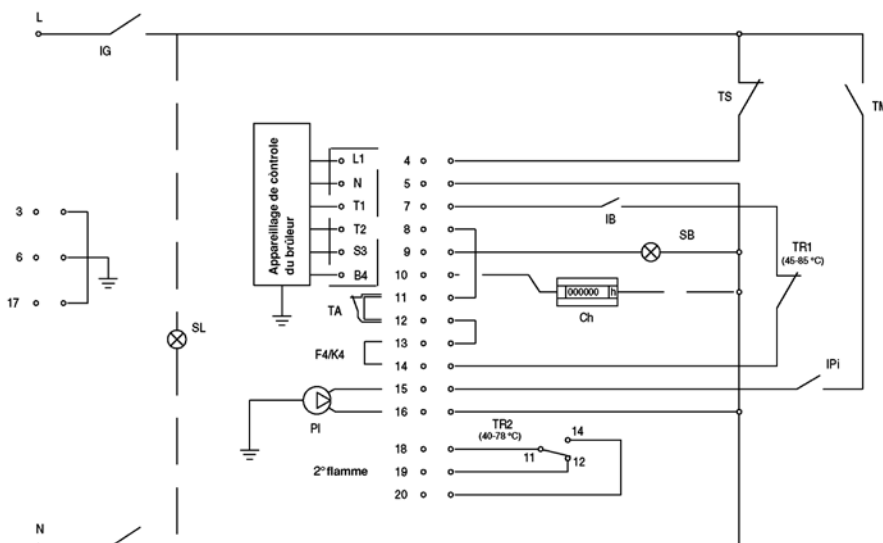 L
IG
TS
TM
Appareillage de còntrole
du brûleur
L1
N
T1
T2
S3
B4
4
5
7
8
9
10
11
12
13
14
15
16
18
19
20
3
6
17
IB
SB
TR1
(45-85 °C)
000000 h
Ch
TA
F4/K4
SL
IPi
PI
TR2
(40-78 °C)
14
11
12
2° flamme
N